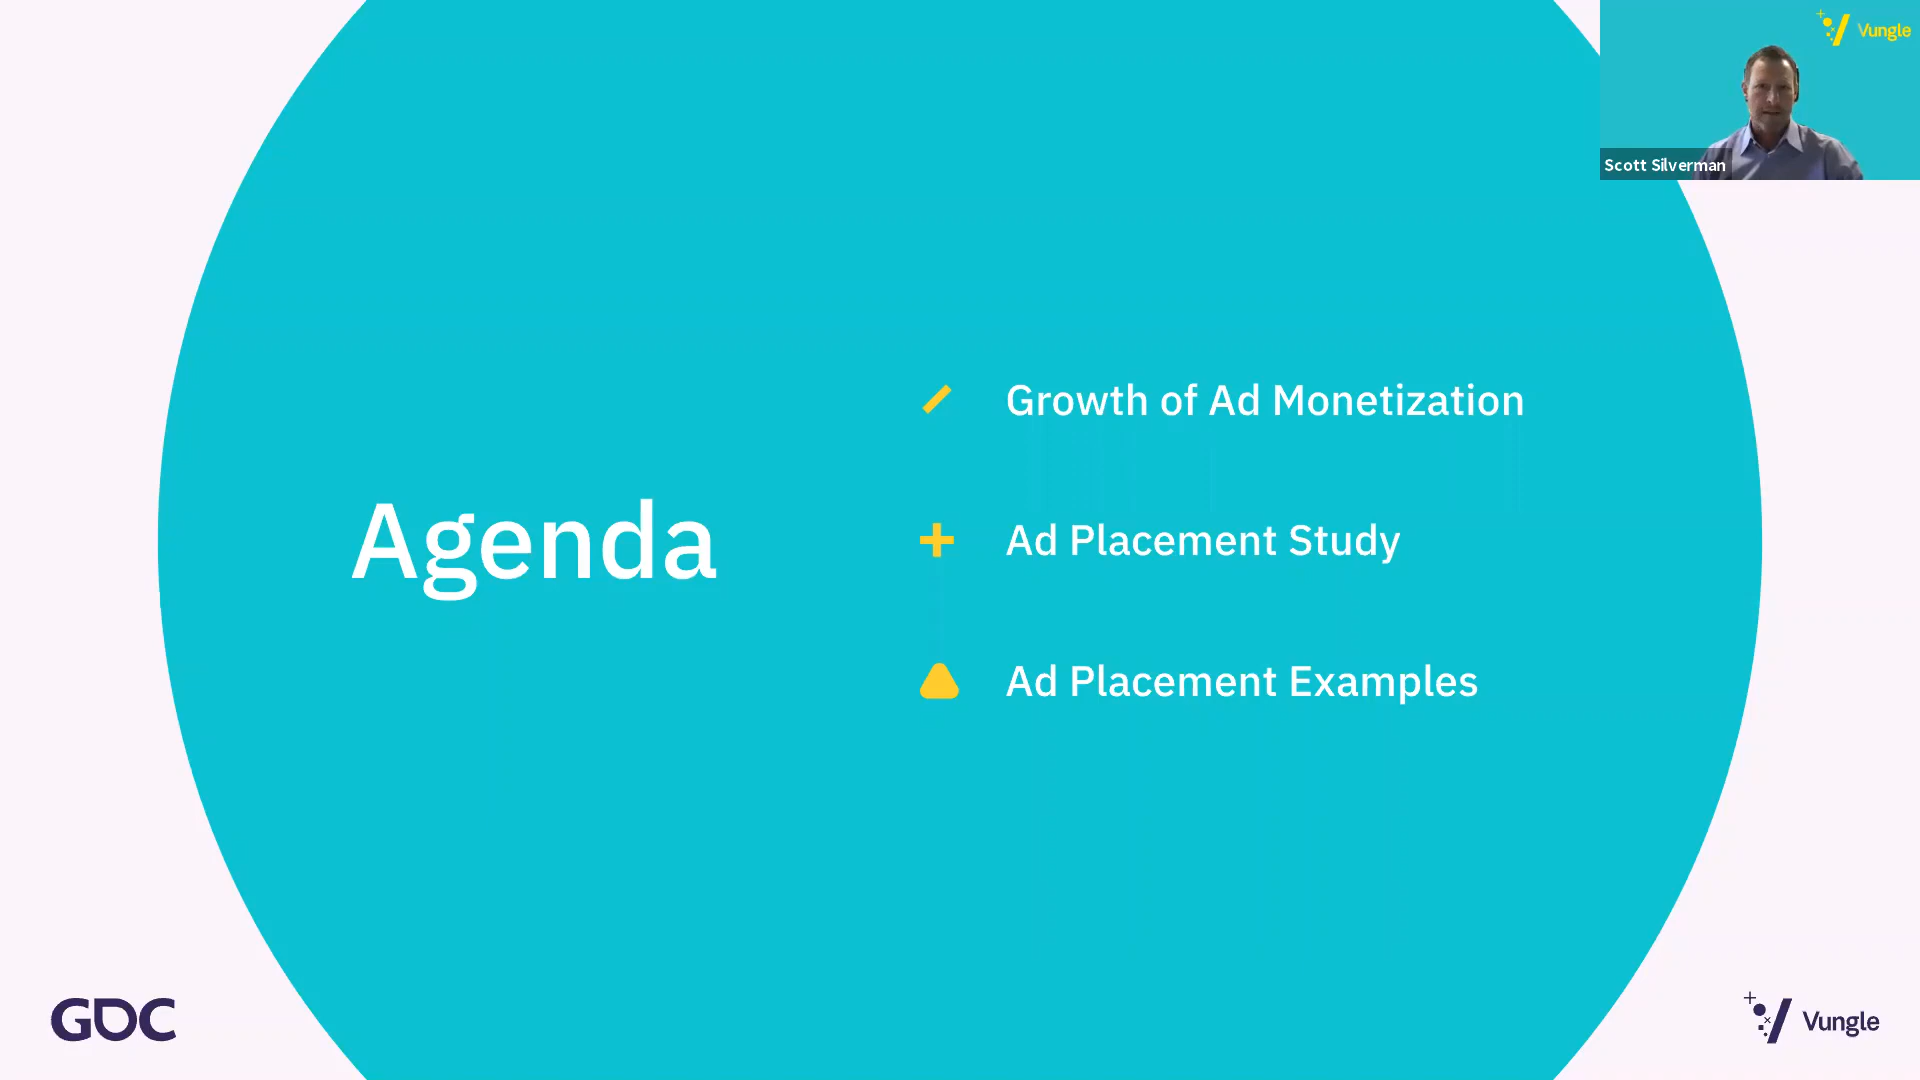 Vungle
Scott Silverman
Agenda
Growth of Ad Monetization
Ad Placement Study
Ad Placement Examples
GDC
Vungle